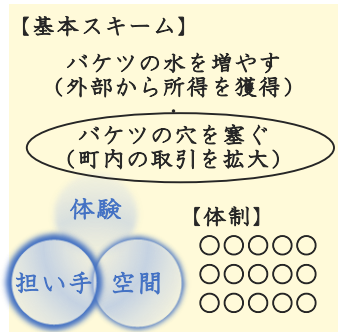 【基本スキーム】
バケツの水を増やす
（外部から所得を獲得）
バケツの穴を塞ぐ
（町内の取引を拡大）
体験
担い手
空間
【体制】
○○○○○
○○○○○
○○○○○